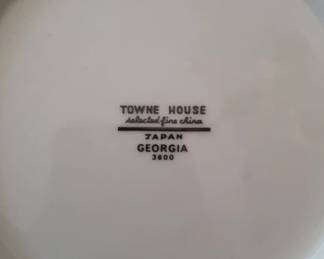 TOWNE HOUSE
selected fine china
JAPAN
GEORGIA
3600